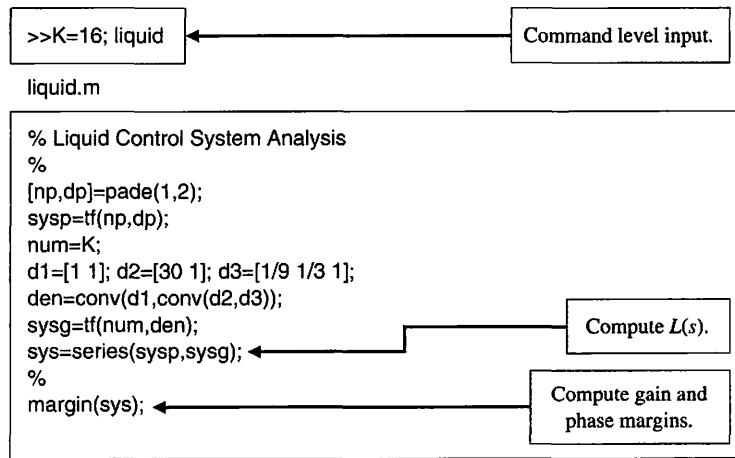 >>K=16; liquid
Command level input.
liquid.m
% Liquid Control System Analysis
%
[np,dp]=pade(1,2);
sysp=tf(np,dp);
num=K;
d1=[1 1]; d2=[30 1]; d3=[1/9 1/3 1];
den=conv(d1,conv(d2,d3));
sysg=tf(num,den);
sys=series(sysp,sysg);
Compute L(s).
%
margin(sys);
Compute gain and
phase margins.